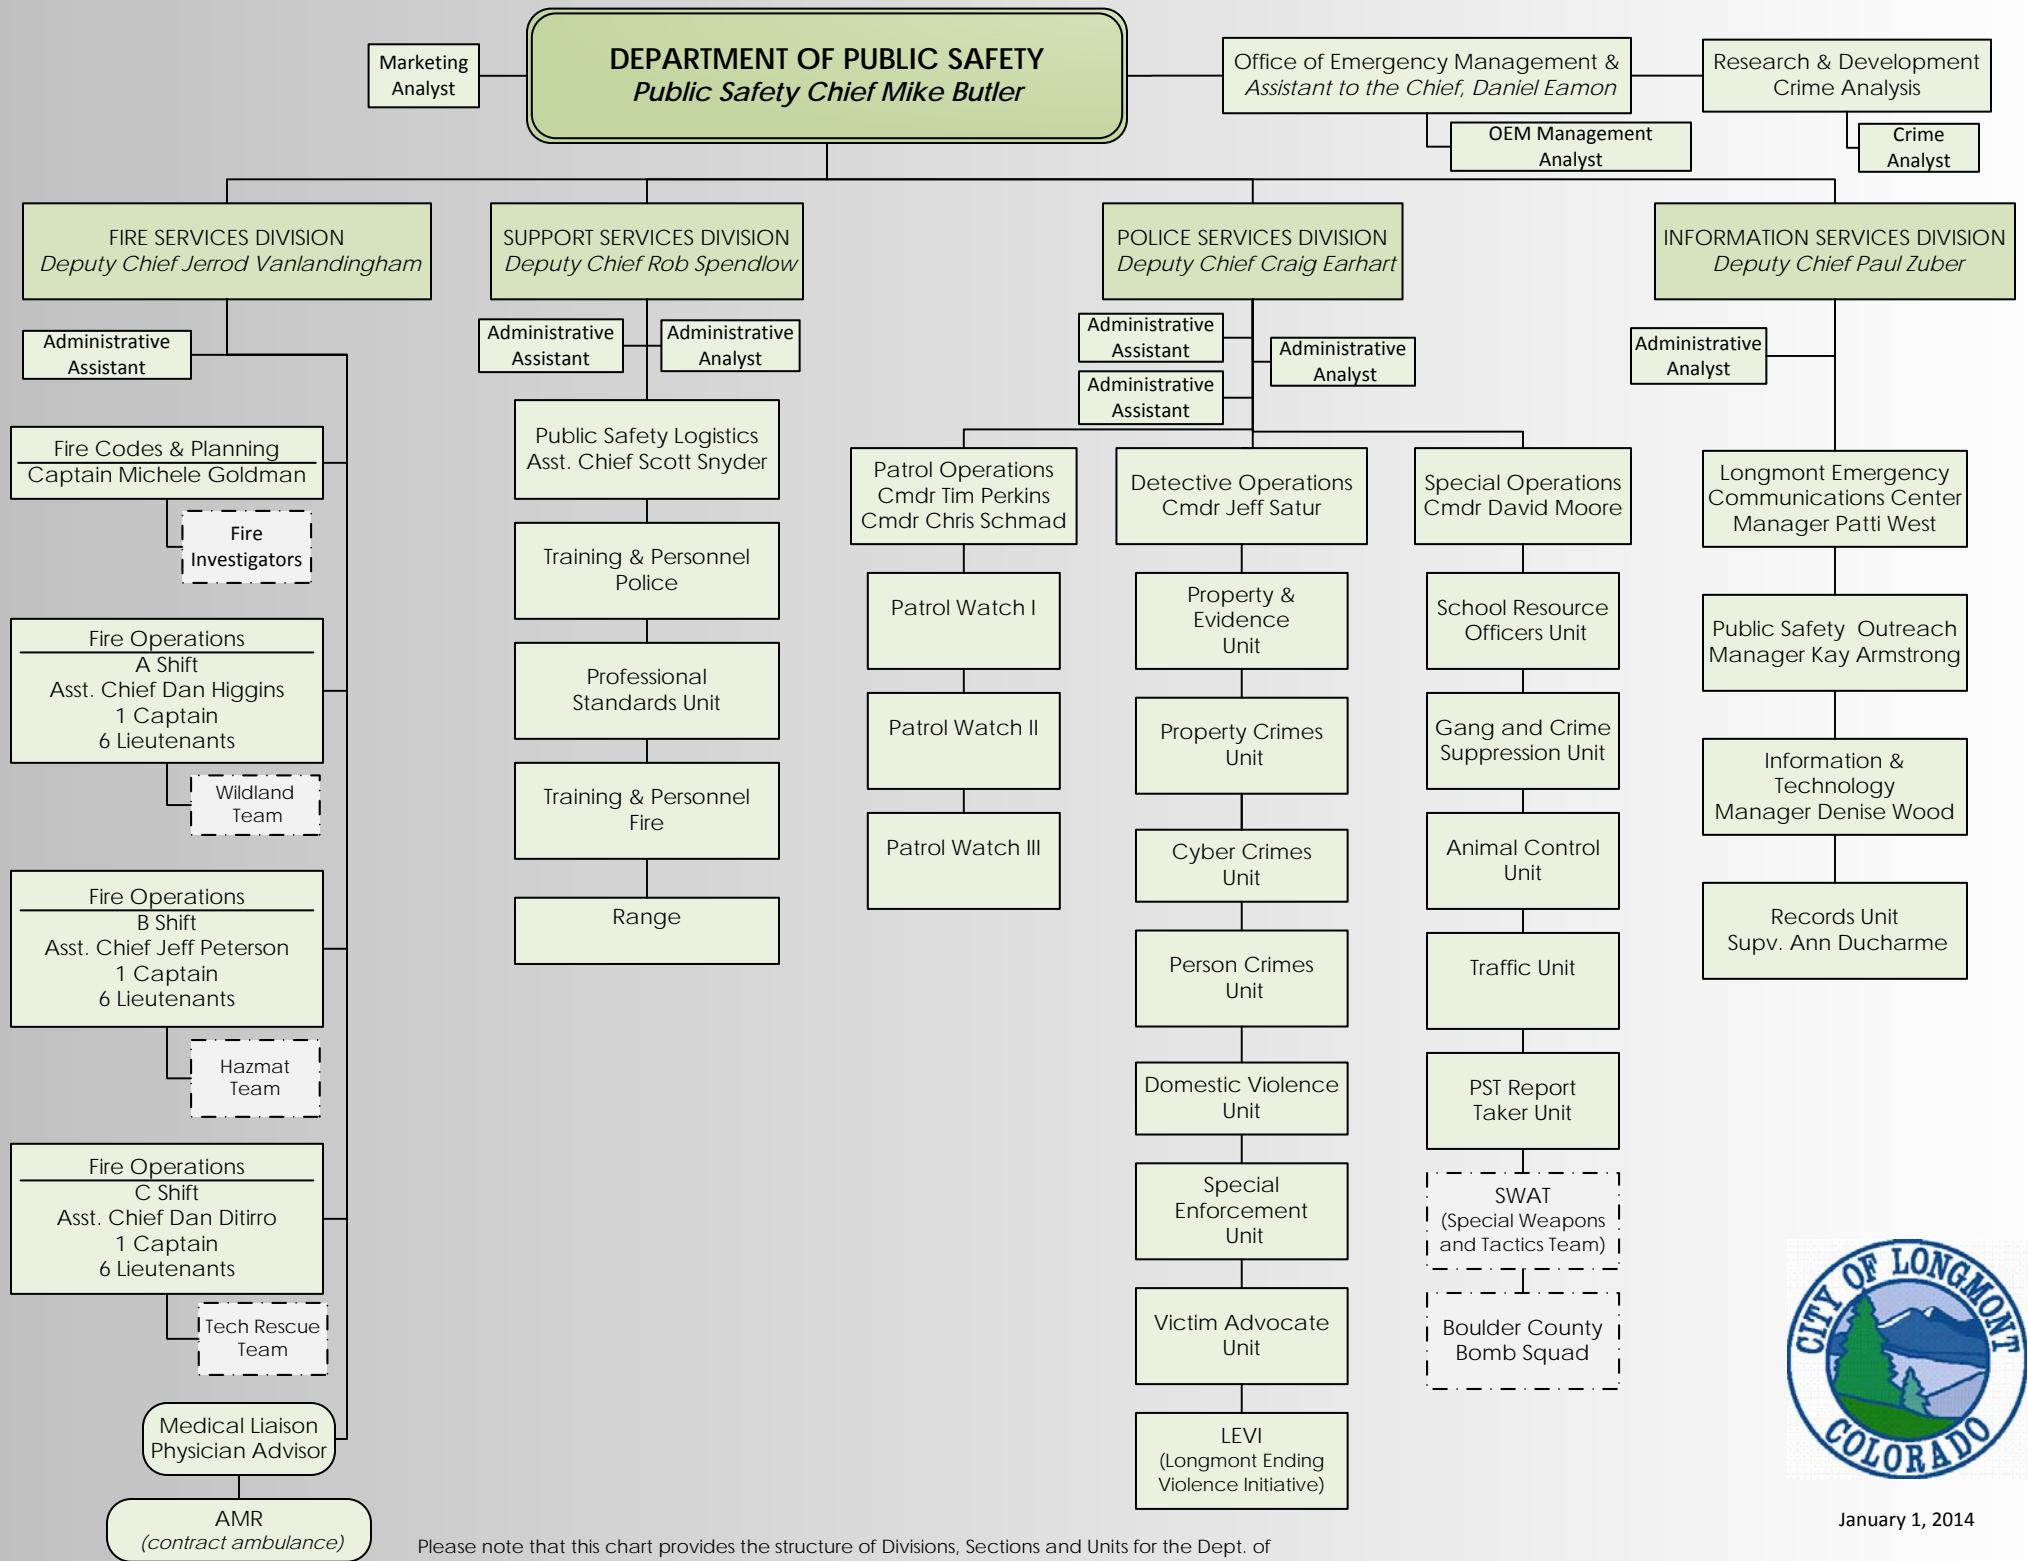 Marketing
Analyst
DEPARTMENT OF PUBLIC SAFETY
Public Safety Chief Mike Butler
Office of Emergency Management &
Assistant to the Chief, Daniel Eamon
Research & Development
Crime Analysis
OEM Management
Analyst
Crime
Analyst
FIRE SERVICES DIVISION
Deputy Chief Jerrod Vanlandingham
SUPPORT SERVICES DIVISION
Deputy Chief Rob Spendlow
POLICE SERVICES DIVISION
Deputy Chief Craig Earhart
INFORMATION SERVICES DIVISION
Deputy Chief Paul Zuber
Administrative
Assistant
Fire Codes & Planning
Captain Michele Goldman
Fire
Investigators
Fire Operations
A Shift
Asst. Chief Dan Higgins
1 Captain
6 Lieutenants
Wildland
Team
Fire Operations
B Shift
Asst. Chief Jeff Peterson
1 Captain
6 Lieutenants
Hazmat
Team
Fire Operations
C Shift
Asst. Chief Dan Ditirro
1 Captain
6 Lieutenants
Tech Rescue
Team
Medical Liaison
Physician Advisor
AMR
(contract ambulance)
Administrative
Assistant
Administrative
Analyst
Public Safety Logistics
Asst. Chief Scott Snyder
Training & Personnel
Police
Professional
Standards Unit
Training & Personnel
Fire
Range
Administrative
Assistant
Administrative
Assistant
Administrative
Analyst
Patrol Operations
Cmdr Tim Perkins
Cmdr Chris Schmad
Patrol Watch I
Patrol Watch II
Patrol Watch III
Detective Operations
Cmdr Jeff Satur
Property &
Evidence
Unit
Property Crimes
Unit
Cyber Crimes
Unit
Person Crimes
Unit
Domestic Violence
Unit
Special
Enforcement
Unit
Victim Advocate
Unit
LEVI
(Longmont Ending
Violence Initiative)
Special Operations
Cmdr David Moore
School Resource
Officers Unit
Gang and Crime
Suppression Unit
Animal Control
Unit
Traffic Unit
PST Report
Taker Unit
SWAT
(Special Weapons
and Tactics Team)
Boulder County
Bomb Squad
Administrative
Analyst
Longmont Emergency
Communications Center
Manager Patti West
Public Safety Outreach
Manager Kay Armstrong
Information &
Technology
Manager Denise Wood
Records Unit
Supv. Ann Ducharme
CITY OF LONGMONT
COLORADO
January 1, 2014
Please note that this chart provides the structure of Divisions, Sections and Units for the Dept. of